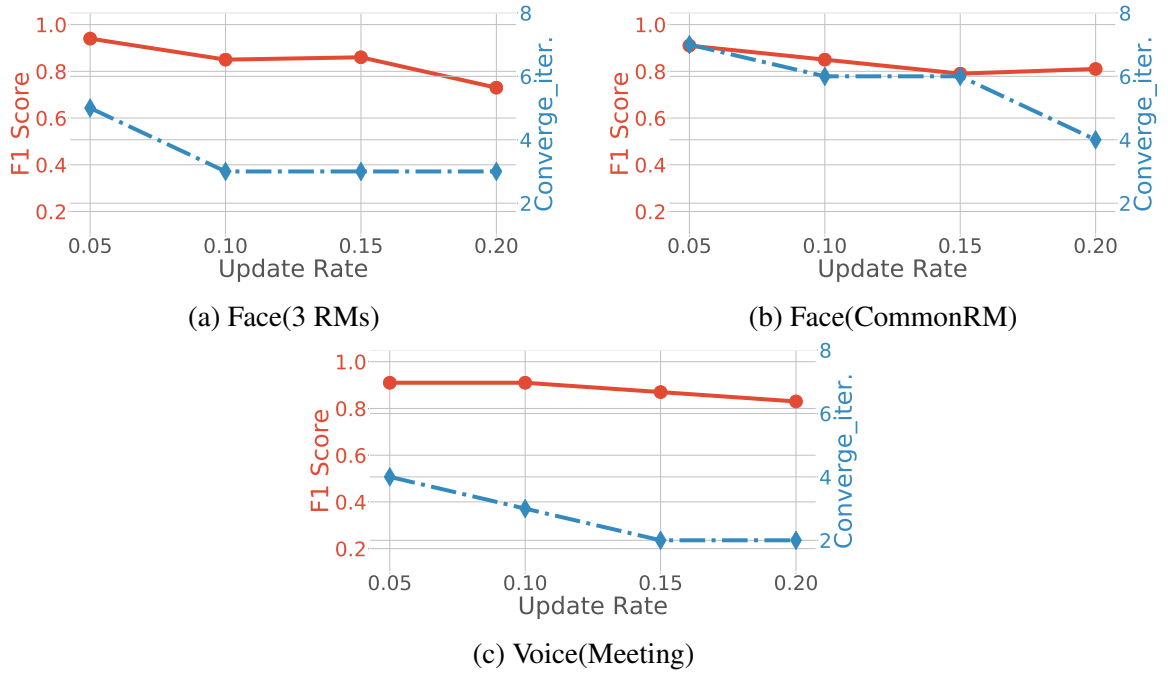 1.0
0.8
0.6
0.4
0.2
F1 Score
8
6
4
2
Converge_iter.
0.05 0.10 0.15 0.20
Update Rate
(a) Face(3 RMs)
1.0
0.8
0.6
0.4
0.2
F1 Score
8
6
4
2
Converge_iter.
0.05 0.10 0.15 0.20
Update Rate
(b) Face(CommonRM)
1.0
0.8
0.6
0.4
0.2
F1 Score
8
6
4
2
Converge_iter.
0.05 0.10 0.15 0.20
Update Rate
(c) Voice(Meeting)